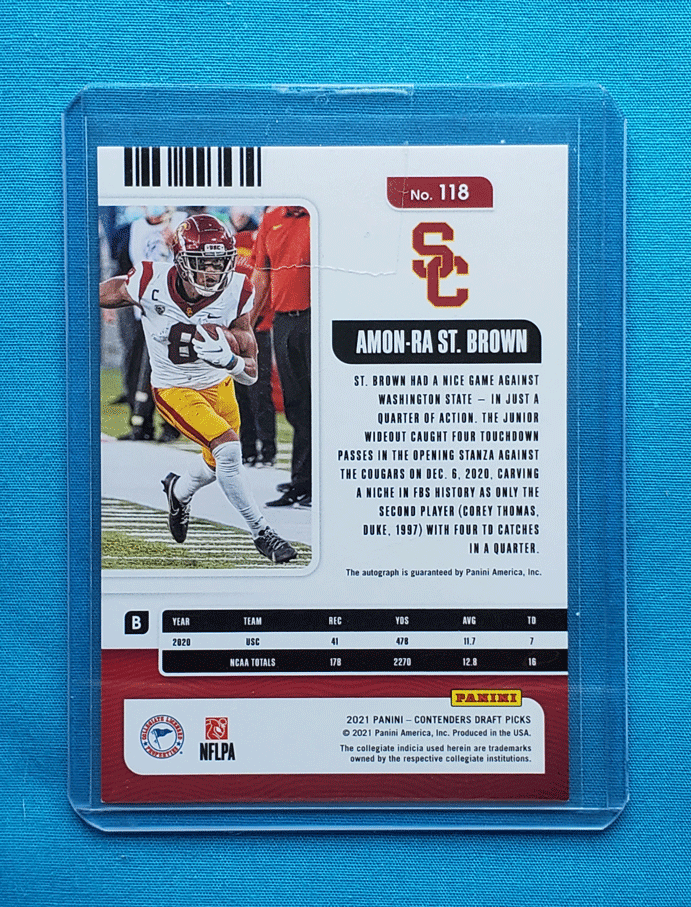 No. 118
SC
AMON-RA ST. BROWN
ST. BROWN HAD A NICE GAME AGAINST
WASHINGTON STATE – IN JUST A
QUARTER OF ACTION. THE JUNIOR
WIDEOUT CAUGHT FOUR TOUCHDOWN
PASSES IN THE OPENING STANZA AGAINST
THE COUGARS ON DEC. 6, 2020, CARVING
A NICHE IN FBS HISTORY AS ONLY THE
SECOND PLAYER (COREY THOMAS,
DUKE, 1997) WITH FOUR TD CATCHES
IN A QUARTER.
The autograph is guaranteed by Panini America, Inc.
C
8
B YEAR TEAM REC YDS AVG TD
2020 USC 41 478 11.7 7
NCAA TOTALS 178 2270 12.8 16
PANINI
COLLEGIATE LICENSED PROPERTIES
NFLPA
2021 PANINI – CONTENDERS DRAFT PICKS
© 2021 Panini America, Inc. Produced in the USA.
The collegiate indicia used herein are trademarks
owned by the respective collegiate institutions.